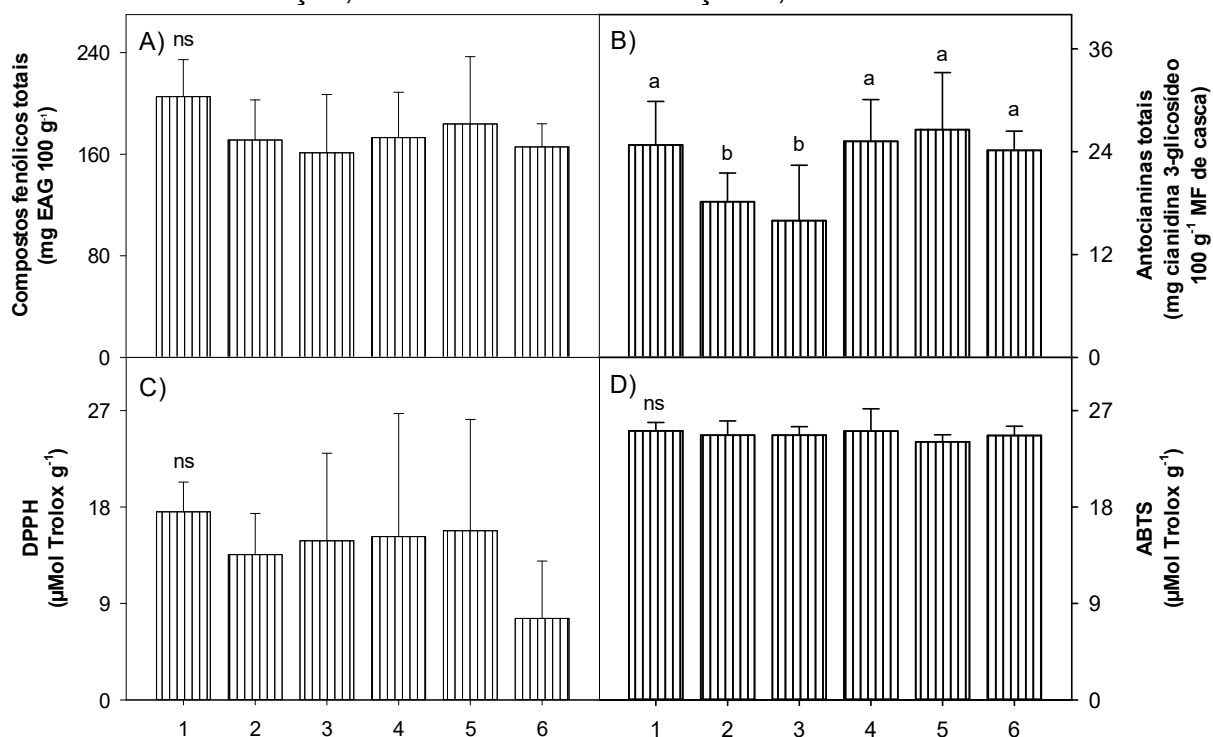 A)
ns
240
160
80
0
Compostos fenólicos totais
(mg EAG 100 g⁻¹)
B)
a
b
b
a
a
a
36
24
12
0
Antocianinas totais
(mg cianidina 3-glicosídeo
100 g⁻¹ MF de casca)
C)
ns
27
18
9
0
DPPH
(µMol Trolox g⁻¹)
1 2 3 4 5 6
D)
ns
27
18
9
0
ABTS
(µMol Trolox g⁻¹)
1 2 3 4 5 6